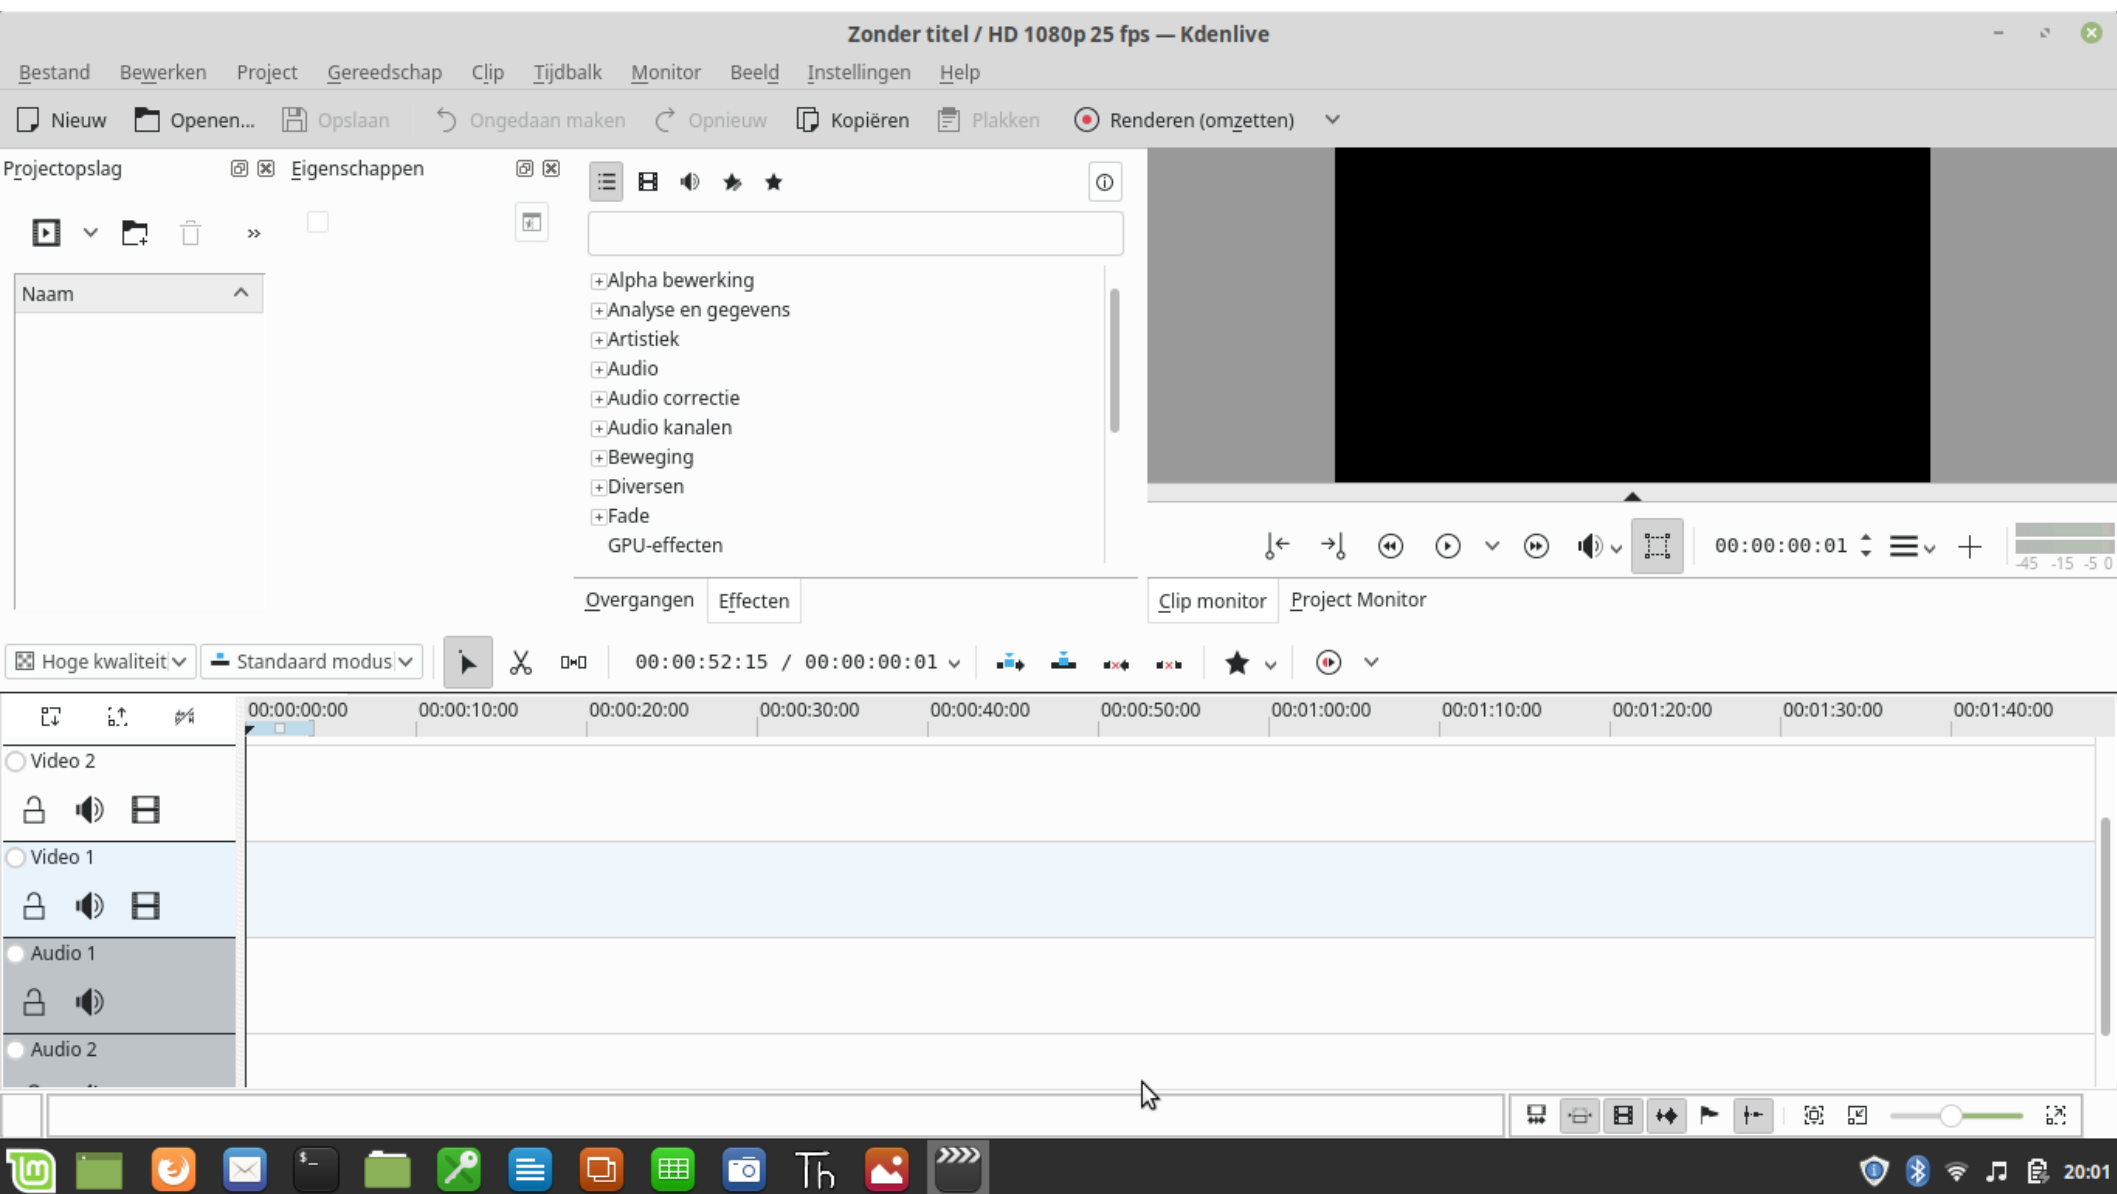 Zonder titel / HD 1080p 25 fps — Kdenlive
Bestand Bewerken Project Gereedschap Clip Tijdbalk Monitor Beeld Instellingen Help
Nieuw Openen... Opslaan Ongedaan maken Opnieuw Kopiëren Plakken Renderen (omzetten)
Projectopslag Eigenschappen
Naam
Alpha bewerking
Analyse en gegevens
Artistiek
Audio
Audio correctie
Audio kanalen
Beweging
Diversen
Fade
GPU-effecten
00:00:00:01
-45 -15 -5 0
Overgangen Effecten
Clip monitor Project Monitor
Hoge kwaliteit Standaard modus 00:00:52:15 / 00:00:00:01
00:00:00:00 00:00:10:00 00:00:20:00 00:00:30:00 00:00:40:00 00:00:50:00 00:01:00:00 00:01:10:00 00:01:20:00 00:01:30:00 00:01:40:00
Video 2
Video 1
Audio 1
Audio 2
$_ Th 20:01